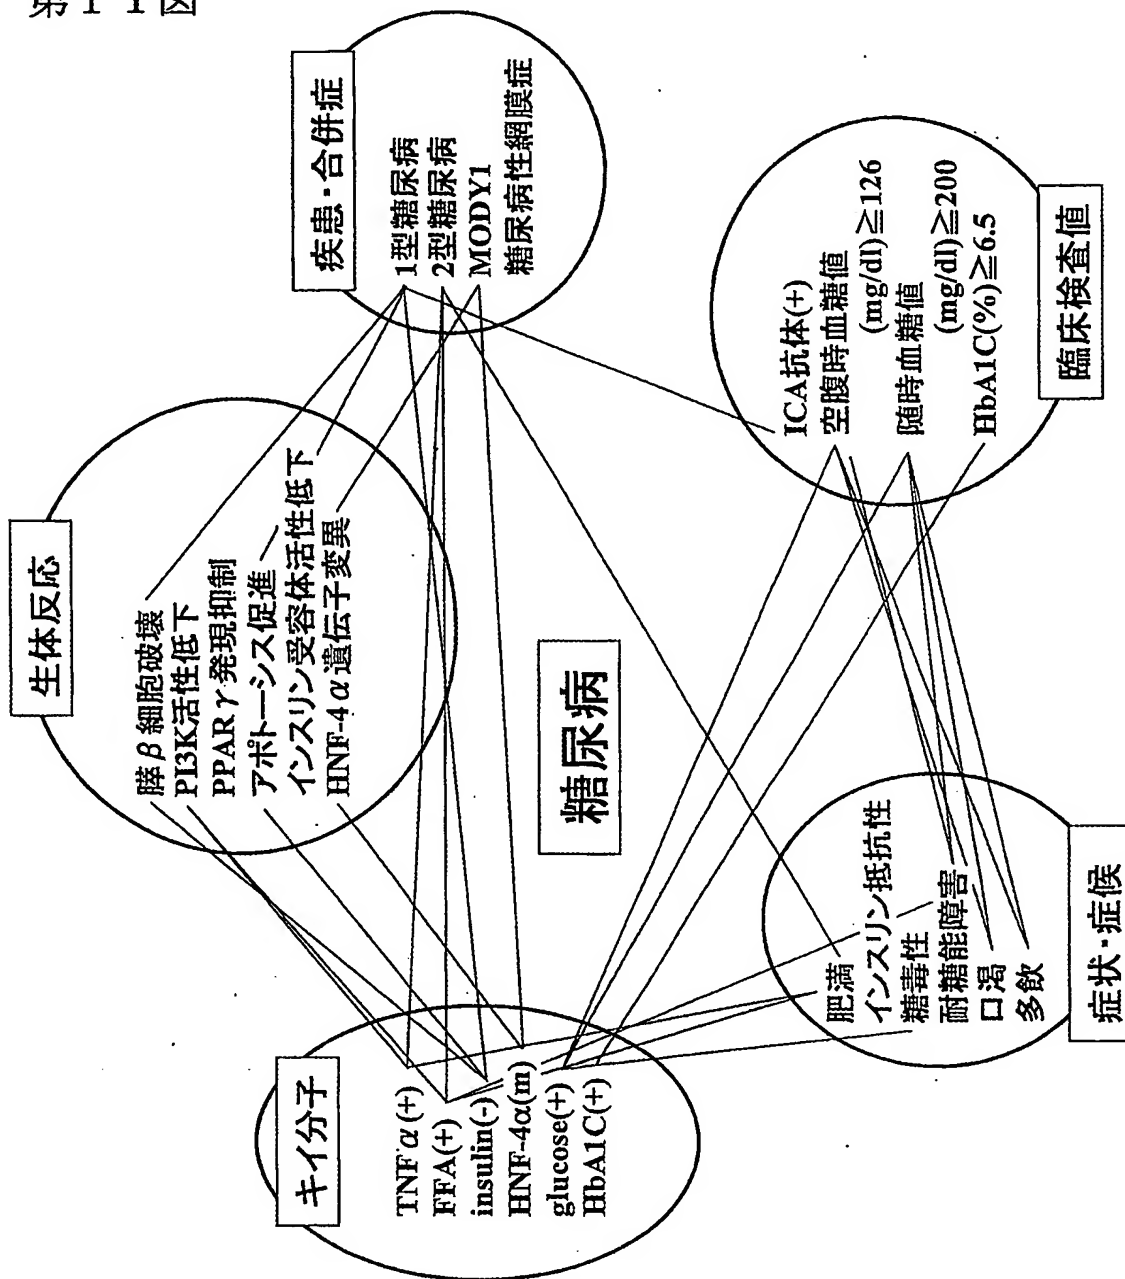 第11図
生体反応
膵β細胞破壊
PI3K活性低下
PPARγ発現抑制
アポトーシス促進
インスリン受容体活性低下
HNF-4α遺伝子変異
疾患・合併症
1型糖尿病
2型糖尿病
MODY1
糖尿病性網膜症
キイ分子
TNFα(+)
FFA(+)
insulin(-)
HNF-4α(m)
glucose(+)
HbA1C(+)
糖尿病
症状・症候
肥満
インスリン抵抗性
糖毒性
耐糖能障害
口渇
多飲
臨床検査値
ICA抗体(+)
空腹時血糖値
(mg/dl)≧126
随時血糖値
(mg/dl)≧200
HbA1C(%)≧6.5